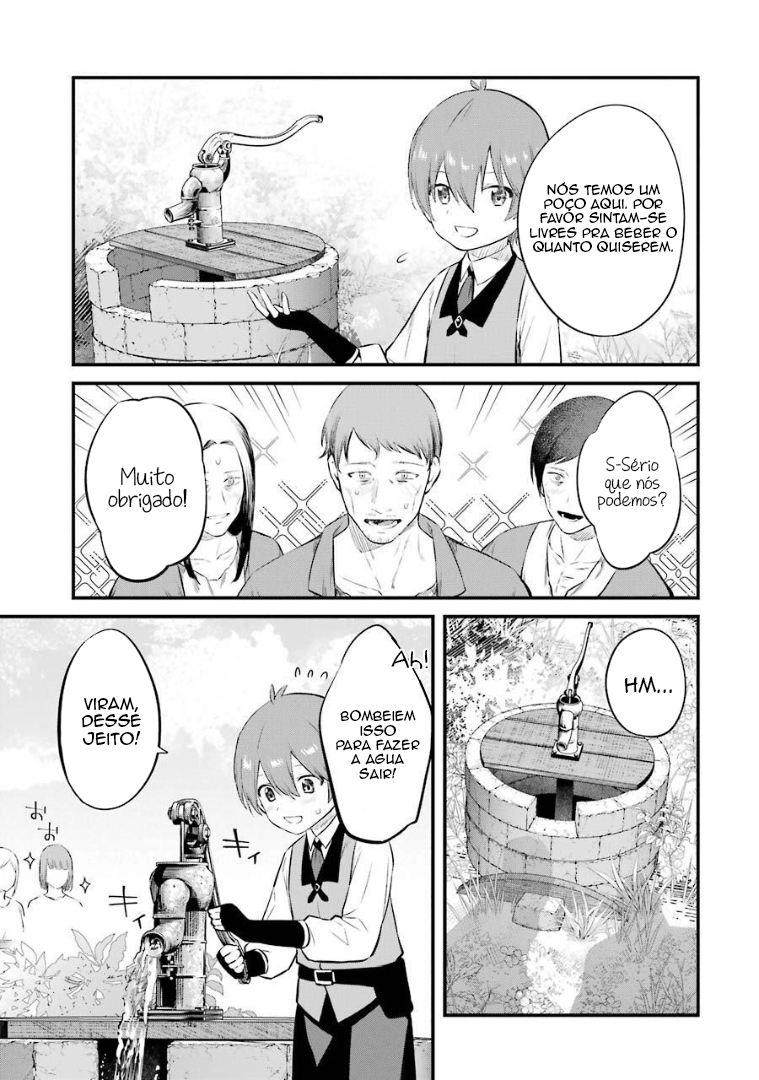 NÓS TEMOS UM
POÇO AQUI. POR
FAVOR SINTAM-SE
LIVRES PRA BEBER O
QUANTO QUISEREM.
S-Sério
que nós
podemos?
Muito
obrigado!
HM...
Ah!
BOMBEIEM
ISSO
PARA FAZER
A AGUA
SAIR!
VIRAM,
DESSE
JEITO!
キィ
キィ
おお